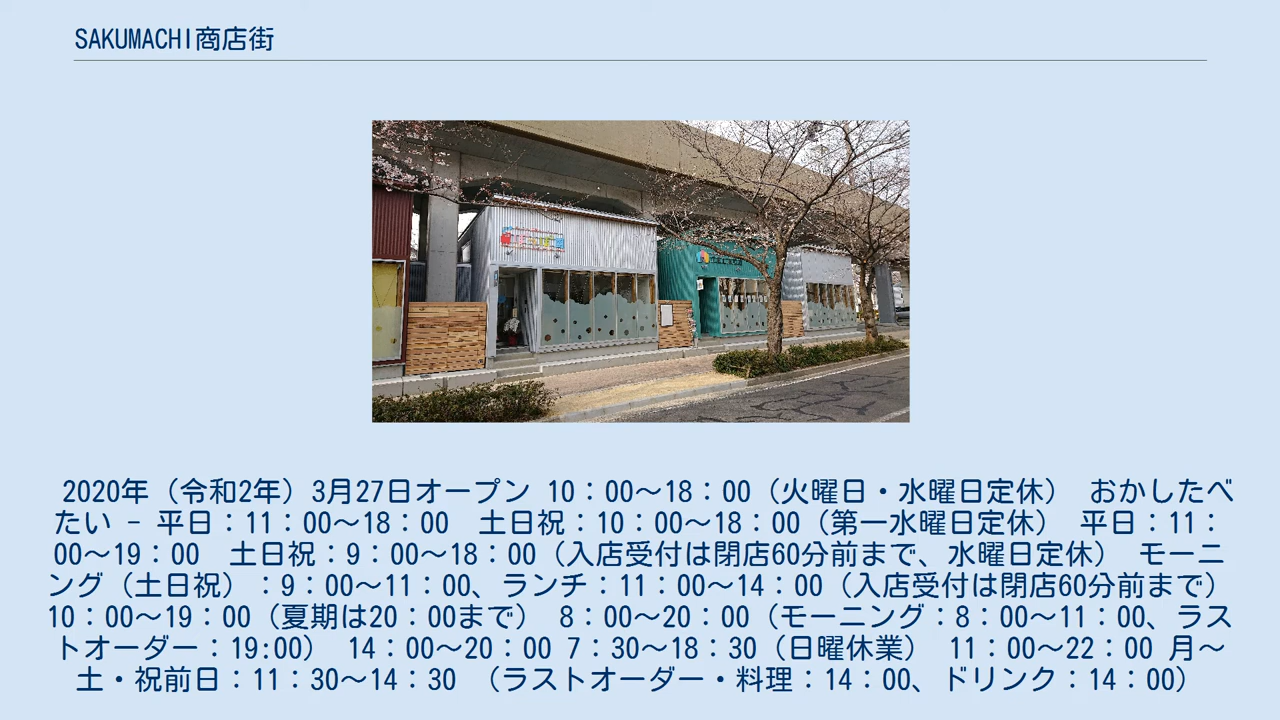 SAKUMACHI商店街
2020年（令和2年）3月27日オープン 10：00～18：00（火曜日・水曜日定休） おかしたべ
たい - 平日：11：00～18：00　土日祝：10：00～18：00（第一水曜日定休） 平日：11：
00～19：00　土日祝：9：00～18：00（入店受付は閉店60分前まで、水曜日定休） モーニ
ング（土日祝）：9：00～11：00、ランチ：11：00～14：00（入店受付は閉店60分前まで）
10：00～19：00（夏期は20：00まで） 8：00～20：00（モーニング：8：00～11：00、ラス
トオーダー：19:00） 14：00～20：00 7：30～18：30（日曜休業） 11：00～22：00 月～
土・祝前日：11：30～14：30 （ラストオーダー・料理：14：00、ドリンク：14：00）